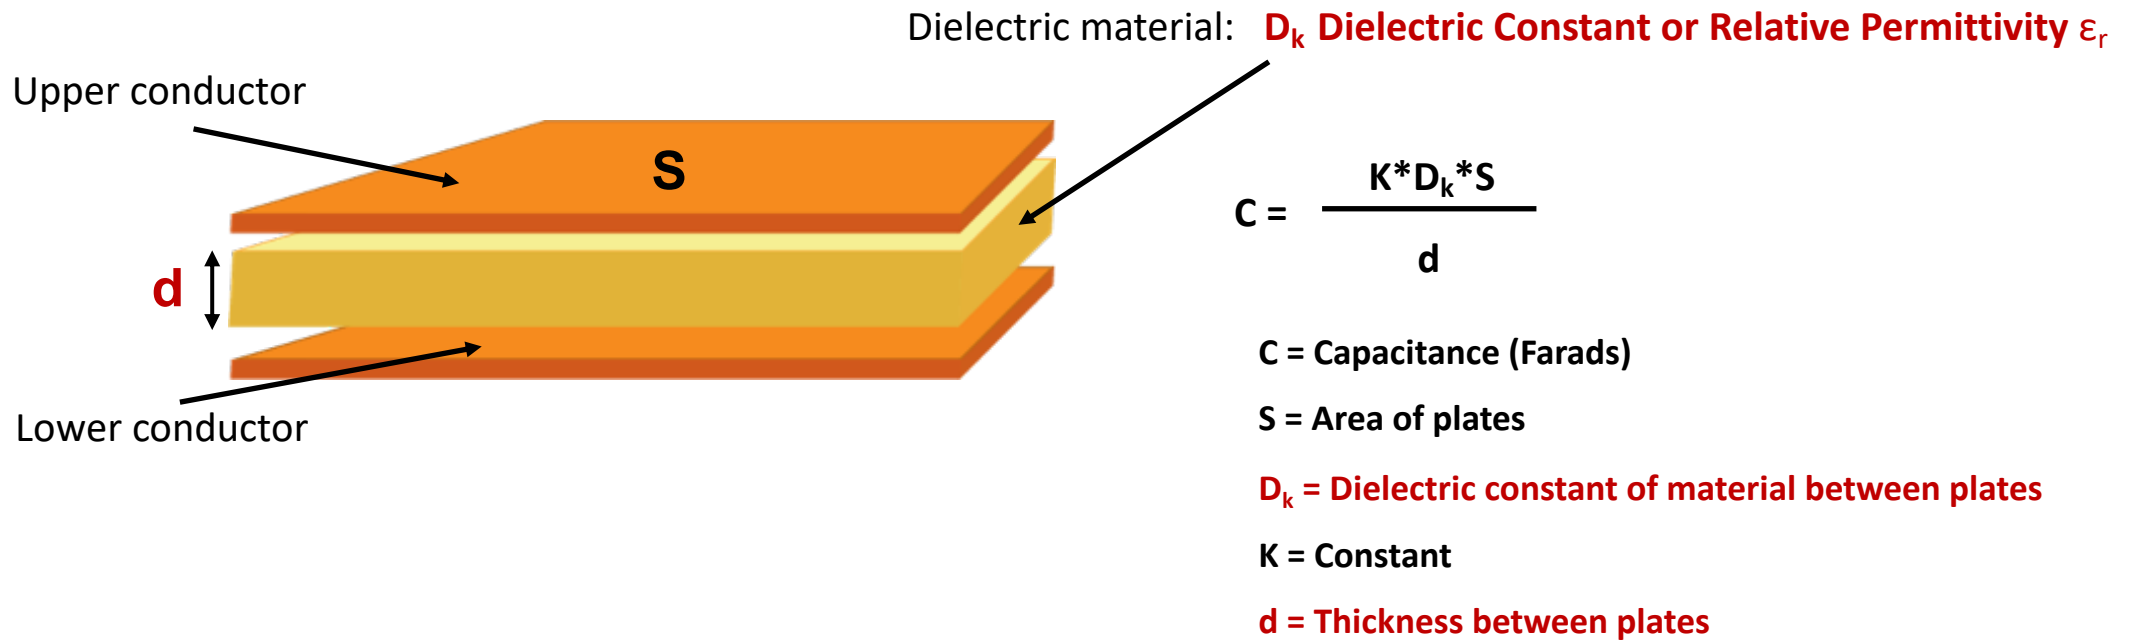 Dielectric material: Dₖ Dielectric Constant or Relative Permittivity εᵣ
Upper conductor
S
d
Lower conductor
C =
K*Dₖ*S
d
C = Capacitance (Farads)
S = Area of plates
Dₖ = Dielectric constant of material between plates
K = Constant
d = Thickness between plates